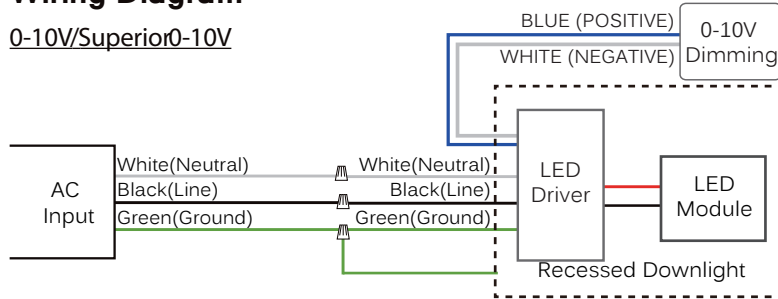 Wiring Diagram
0-10V/Superior0-10V
BLUE (POSITIVE)
WHITE (NEGATIVE)
0-10V
Dimming
AC
Input
White(Neutral)
Black(Line)
Green(Ground)
White(Neutral)
Black(Line)
Green(Ground)
LED
Driver
LED
Module
Recessed Downlight